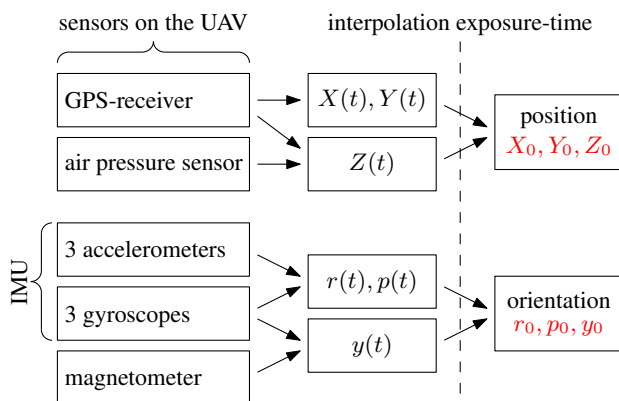 sensors on the UAV
interpolation exposure-time
GPS-receiver
X(t), Y(t)
position
X₀, Y₀, Z₀
air pressure sensor
Z(t)
IMU
3 accelerometers
r(t), p(t)
3 gyroscopes
orientation
r₀, p₀, y₀
y(t)
magnetometer